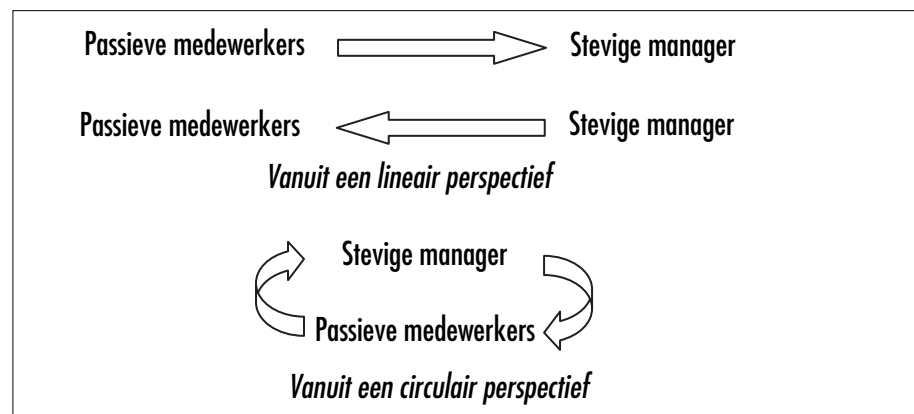 Passieve medewerkers Stevige manager
Passieve medewerkers Stevige manager
Vanuit een lineair perspectief
Stevige manager
Passieve medewerkers
Vanuit een circulair perspectief